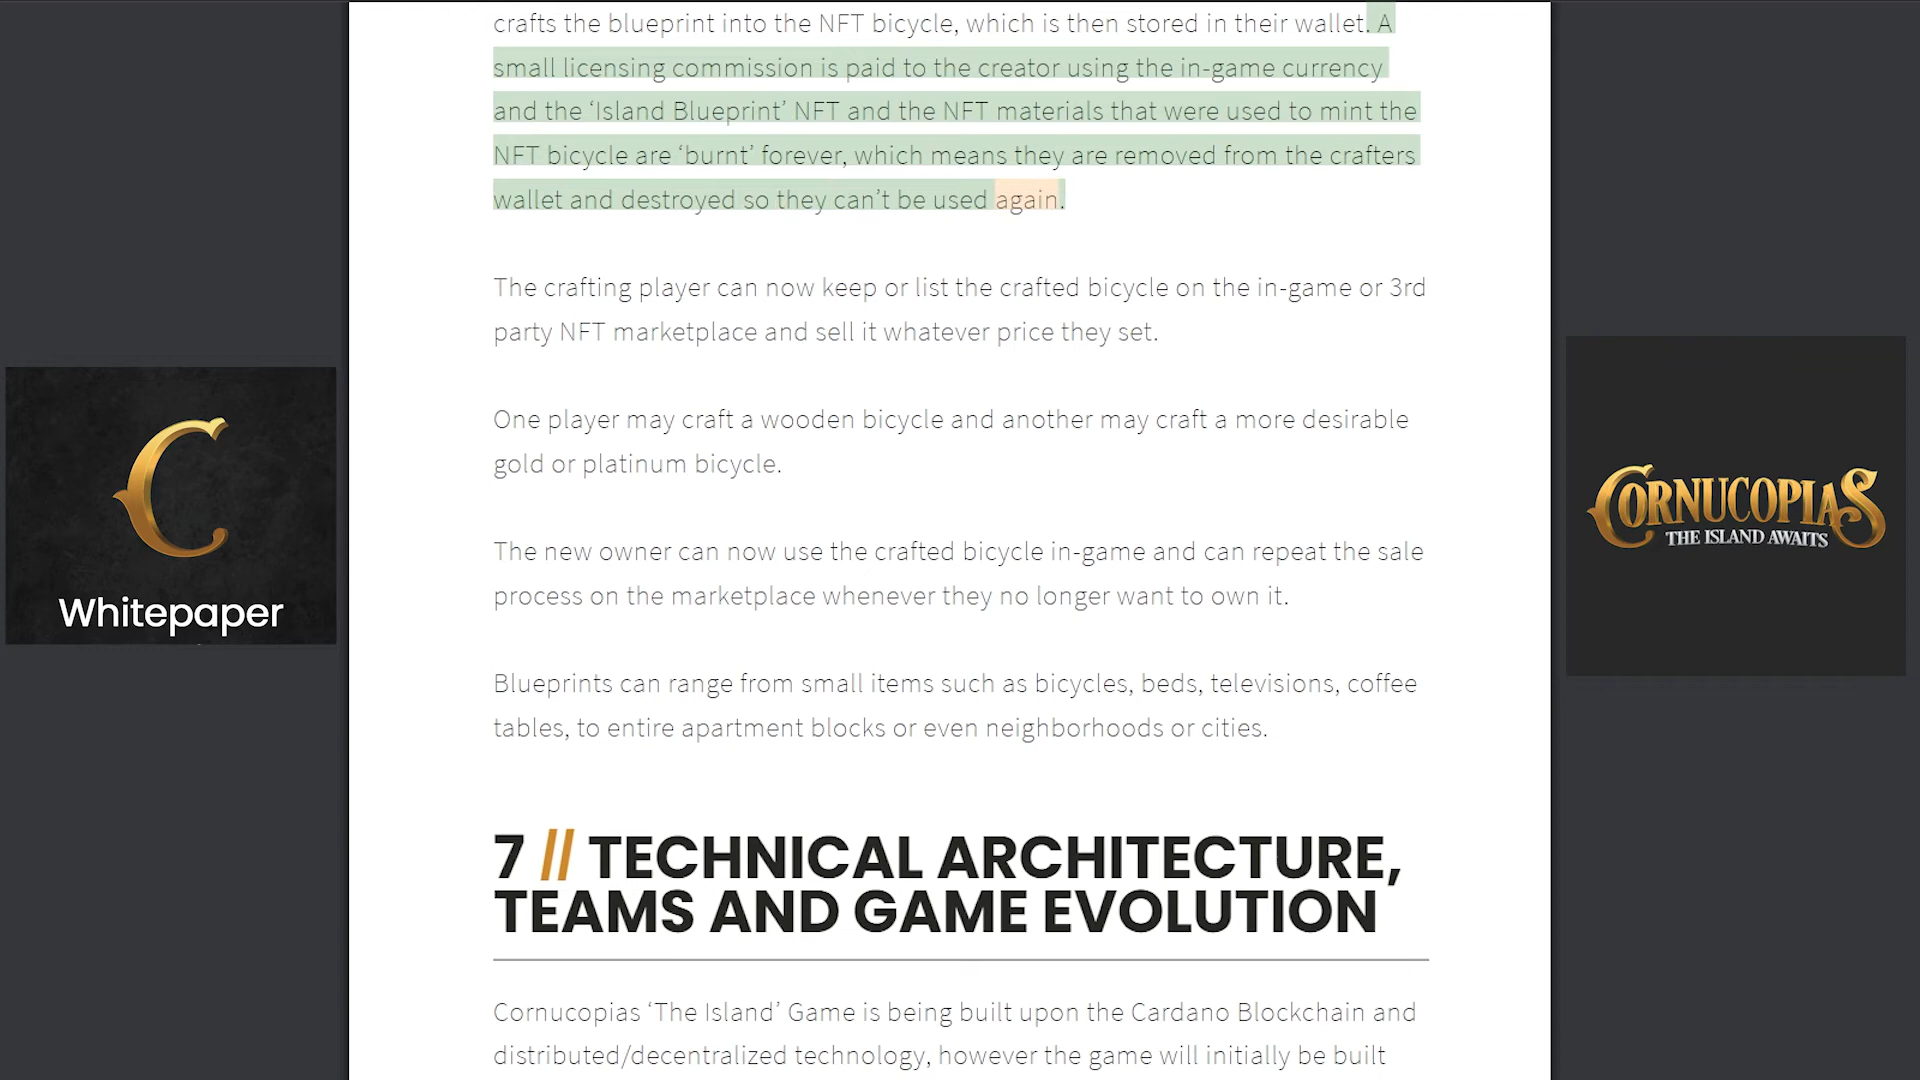 crafts the blueprint into the NFT bicycle, which is then stored in their wallet. A
small licensing commission is paid to the creator using the in-game currency
and the ‘Island Blueprint’ NFT and the NFT materials that were used to mint the
NFT bicycle are ‘burnt’ forever, which means they are removed from the crafters
wallet and destroyed so they can’t be used again.
The crafting player can now keep or list the crafted bicycle on the in-game or 3rd
party NFT marketplace and sell it whatever price they set.
One player may craft a wooden bicycle and another may craft a more desirable
gold or platinum bicycle.
The new owner can now use the crafted bicycle in-game and can repeat the sale
process on the marketplace whenever they no longer want to own it.
Blueprints can range from small items such as bicycles, beds, televisions, coffee
tables, to entire apartment blocks or even neighborhoods or cities.
7 // TECHNICAL ARCHITECTURE,
TEAMS AND GAME EVOLUTION
Cornucopias ‘The Island’ Game is being built upon the Cardano Blockchain and
distributed/decentralized technology, however the game will initially be built
C
Whitepaper
CORNUCOPIAS
THE ISLAND AWAITS